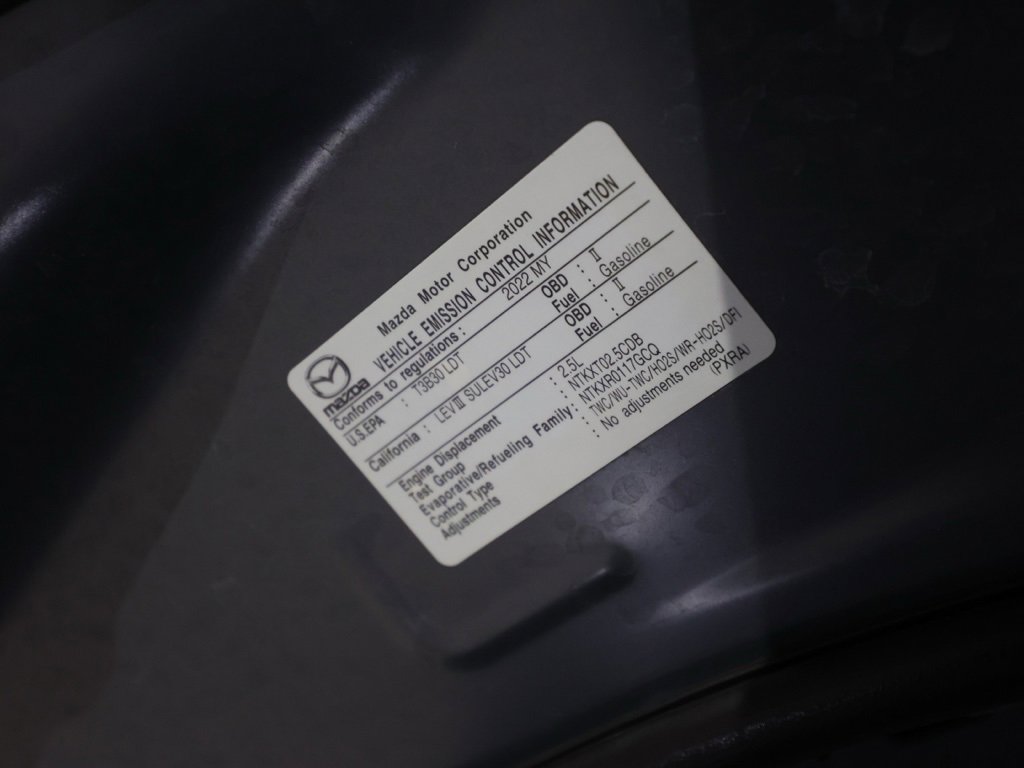 mazda
Mazda Motor Corporation
VEHICLE EMISSION CONTROL INFORMATION
Conforms to regulations : 2022 MY
U.S.EPA : T3B30 LDT OBD : II
Fuel : Gasoline
California : LEV III SULEV30 LDT OBD : II
Fuel : Gasoline
Engine Displacement : 2.5L
Test Group : NTKXT02.5CDB
Evaporative/Refueling Family : NTKXR0117GCQ
Control Type : TWC/WU-TWC/HO2S/WR-HO2S/DFI
Adjustments : No adjustments needed
(PXRA)